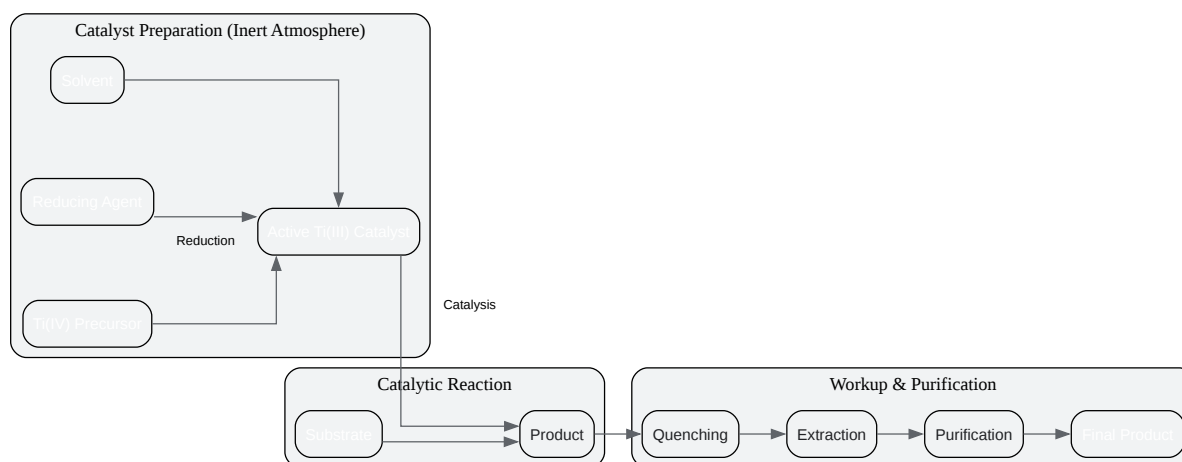 Catalyst Preparation (Inert Atmosphere)
Solvent
Reducing Agent
Reduction
Active Ti(III) Catalyst
Ti(IV) Precursor
Catalysis
Catalytic Reaction
Substrate
Product
Workup & Purification
Quenching
Extraction
Purification
Final Product